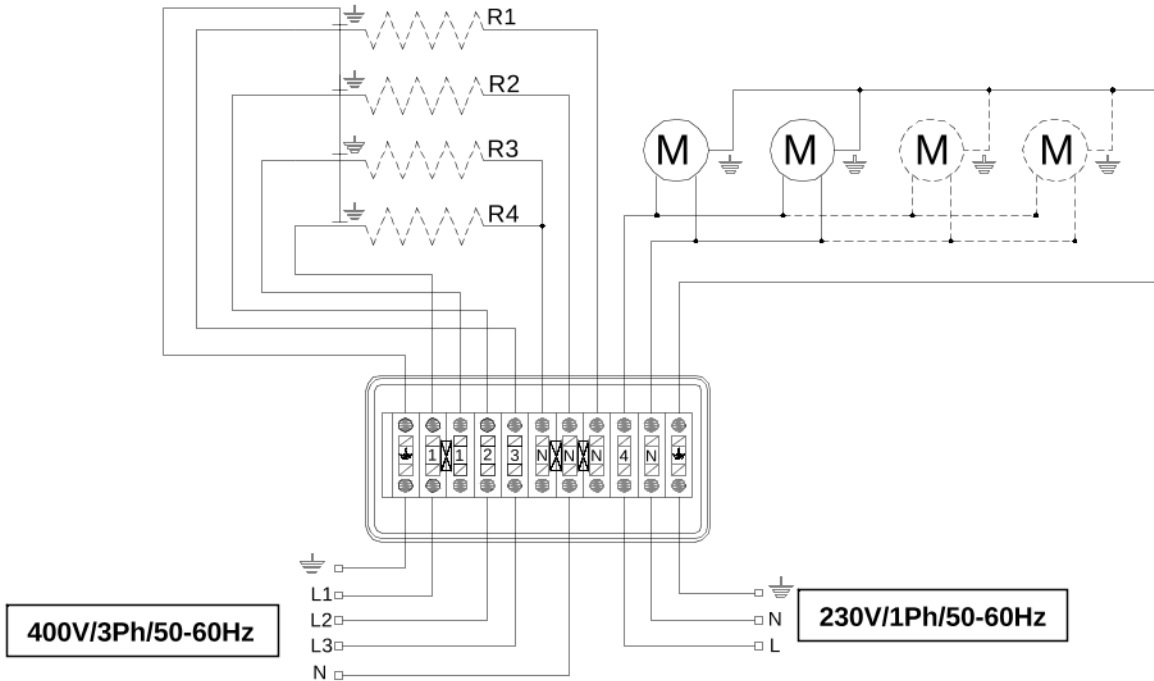 R1
R2
R3
R4
M M M M
1 1 2 3 N N N 4 N
L1
L2
L3
N
400V/3Ph/50-60Hz
N
L
230V/1Ph/50-60Hz